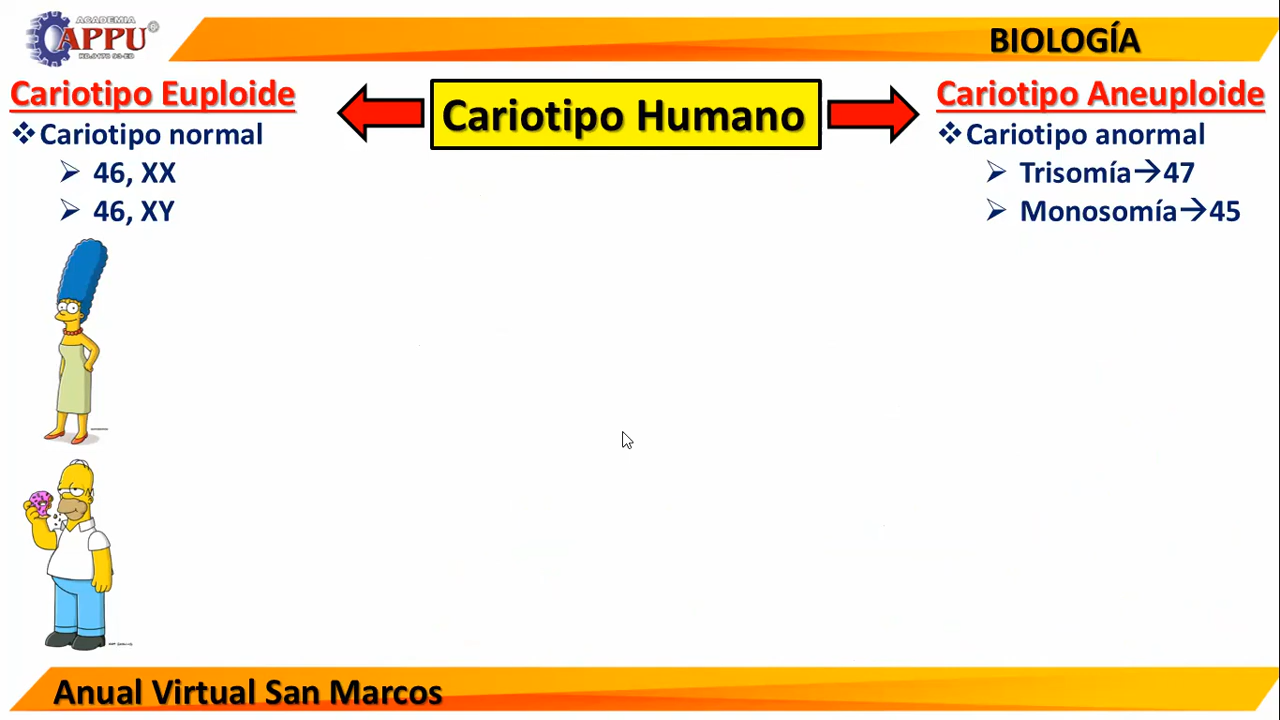 ACADEMIA
APPU
BIOLOGÍA
Cariotipo Humano
Cariotipo Euploide
❖Cariotipo normal
➢ 46, XX
➢ 46, XY
Cariotipo Aneuploide
❖Cariotipo anormal
➢ Trisomía→47
➢ Monosomía→45
Anual Virtual San Marcos